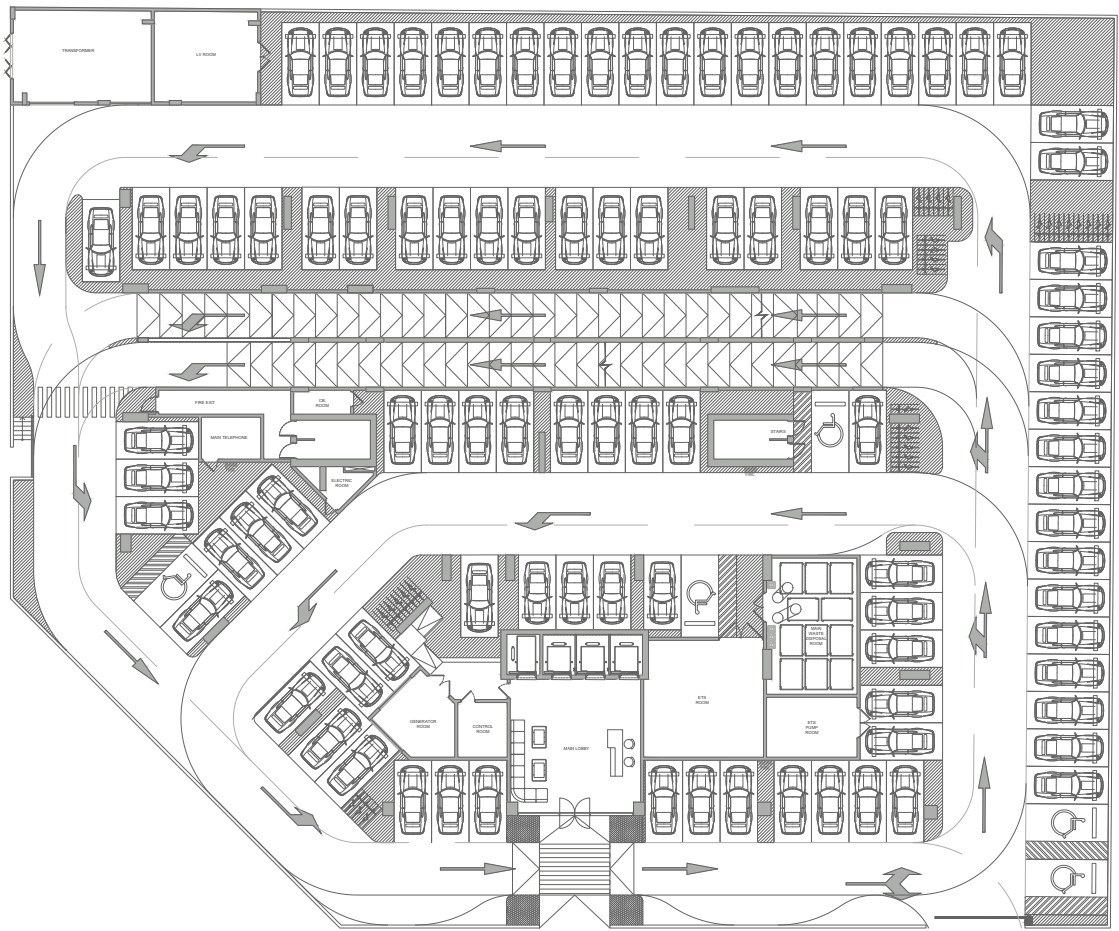 TRANSFORMER
LV ROOM
FIRE EXIT
CB
ROOM
MAIN TELEPHONE
STAIRS
ELECTRIC
ROOM
MAIN
WASTE
DISPOSAL
ROOM
GENERATOR
ROOM
CONTROL
ROOM
MAIN LOBBY
ETS
ROOM
ETS
PUMP
ROOM